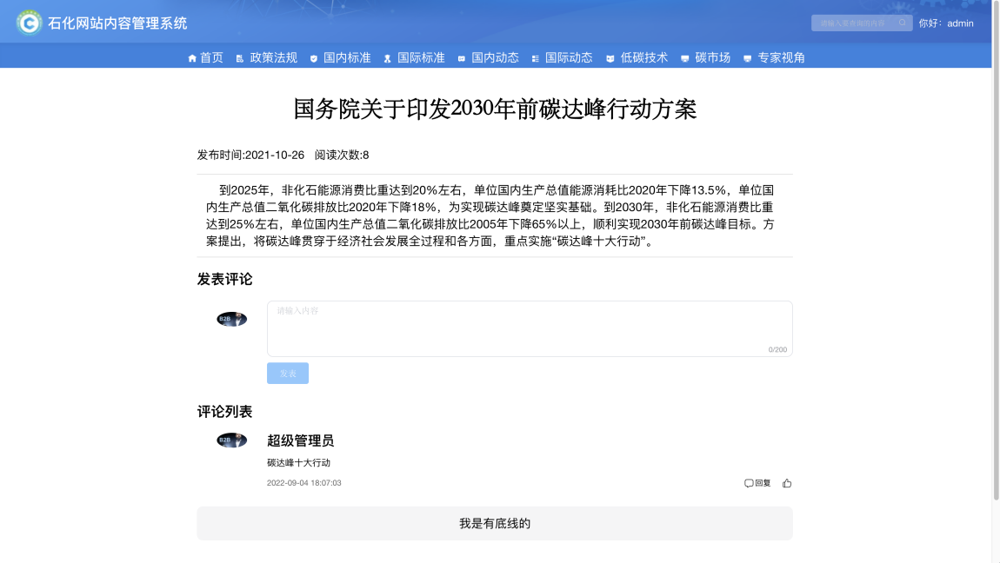 石化网站内容管理系统
请输入要查询的内容
你好：admin
首页 政策法规 国内标准 国际标准 国内动态 国际动态 低碳技术 碳市场 专家视角
国务院关于印发2030年前碳达峰行动方案
发布时间:2021-10-26 阅读次数:8
到2025年，非化石能源消费比重达到20%左右，单位国内生产总值能源消耗比2020年下降13.5%，单位国
内生产总值二氧化碳排放比2020年下降18%，为实现碳达峰奠定坚实基础。到2030年，非化石能源消费比重
达到25%左右，单位国内生产总值二氧化碳排放比2005年下降65%以上，顺利实现2030年前碳达峰目标。方
案提出，将碳达峰贯穿于经济社会发展全过程和各方面，重点实施“碳达峰十大行动”。
发表评论
B2B
请输入内容
0/200
发表
评论列表
B2B
超级管理员
碳达峰十大行动
2022-09-04 18:07:03
回复
我是有底线的